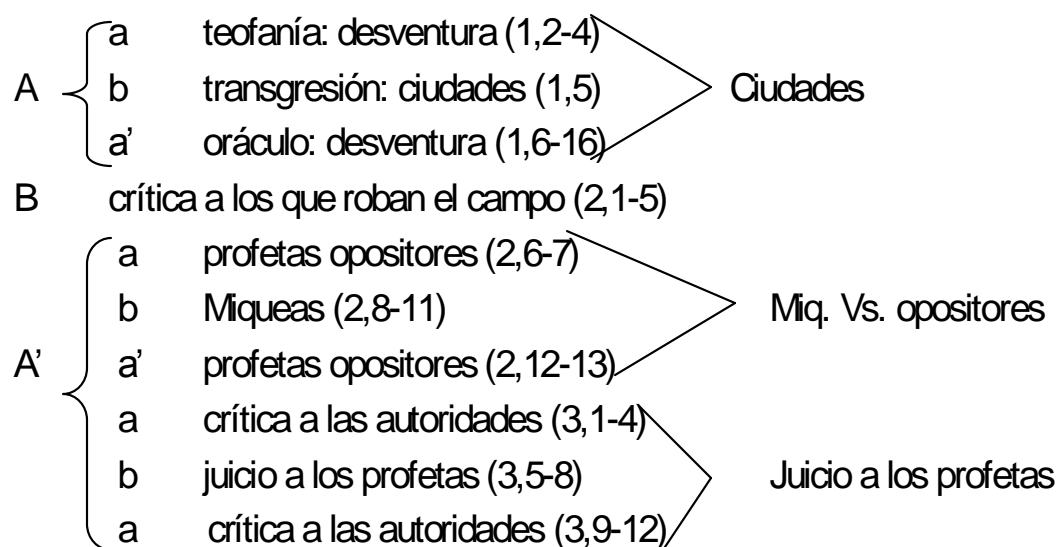 a teofanía: desventura (1,2-4)
A b transgresión: ciudades (1,5) Ciudades
a' oráculo: desventura (1,6-16)
B crítica a los que roban el campo (2,1-5)
a profetas opositores (2,6-7)
b Miqueas (2,8-11) Miq. Vs. opositores
A' a' profetas opositores (2,12-13)
a crítica a las autoridades (3,1-4)
b juicio a los profetas (3,5-8) Juicio a los profetas
a crítica a las autoridades (3,9-12)